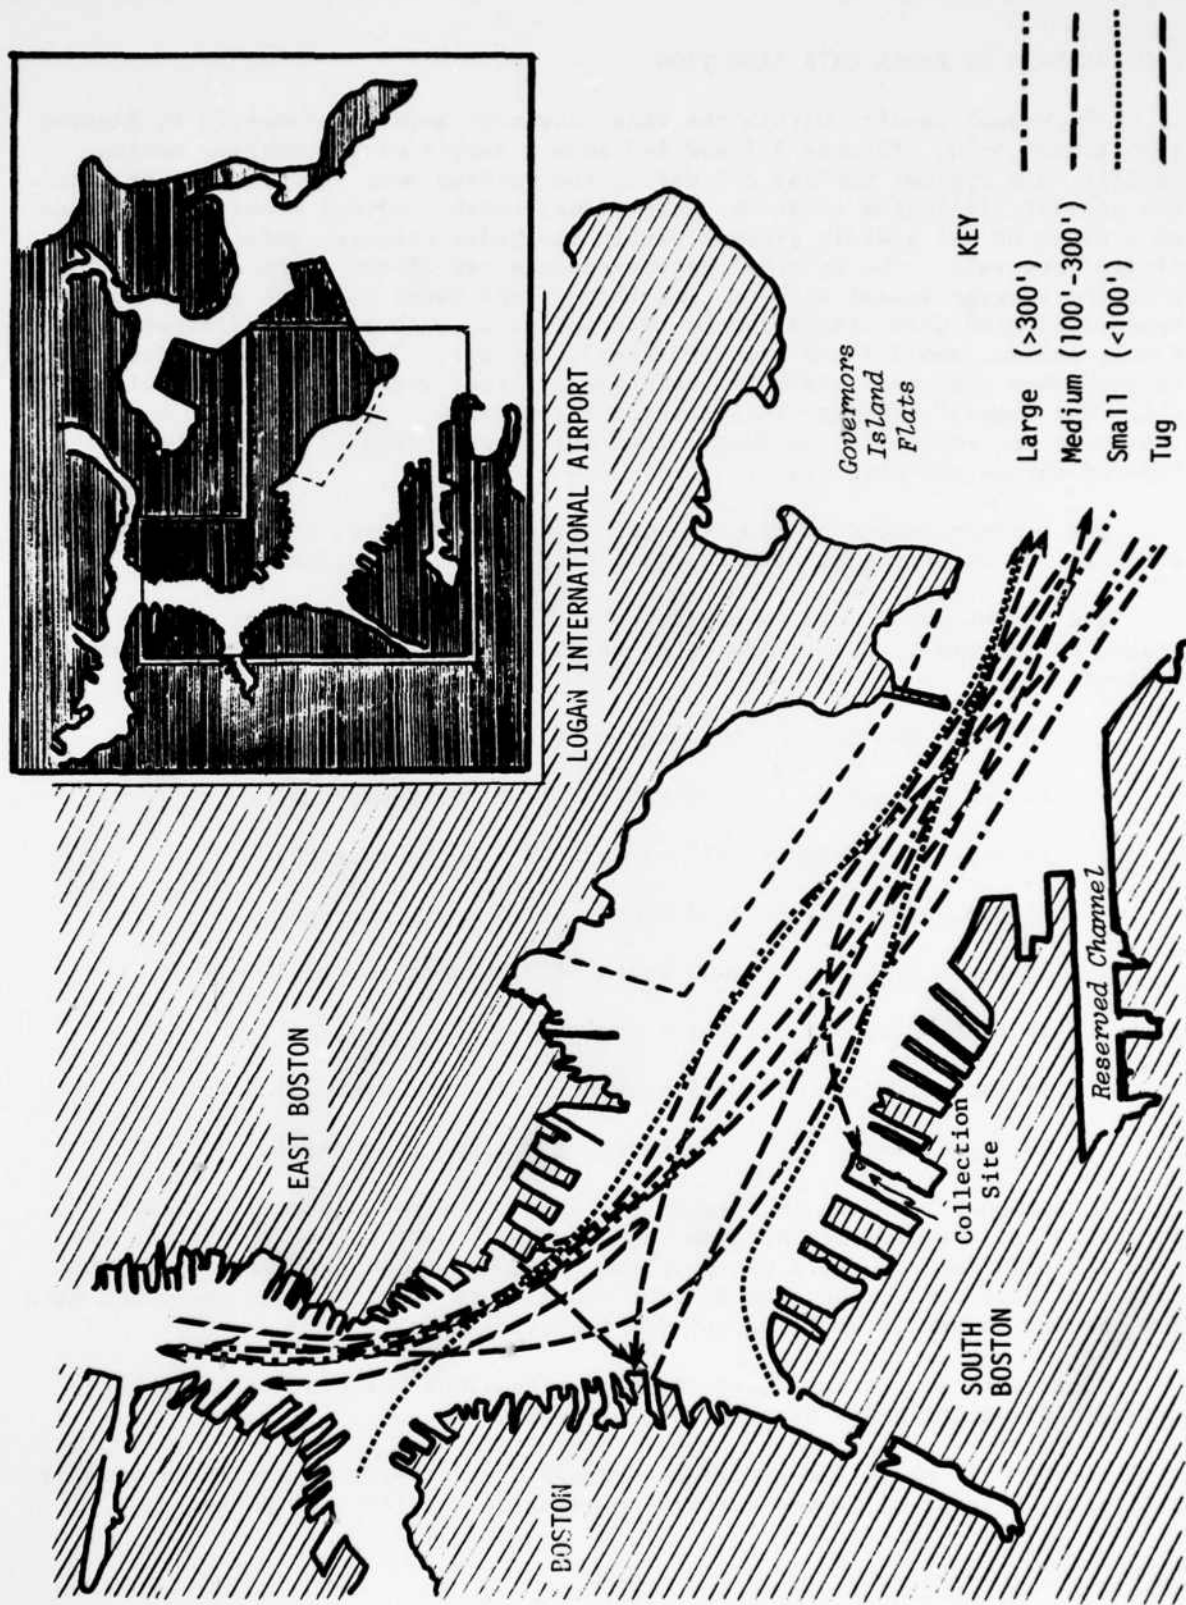 LOGAN INTERNATIONAL AIRPORT
EAST BOSTON
Governors
Island
Flats
BOSTON
SOUTH
BOSTON
Collection
Site
Reserved Channel
KEY
Large (>300')
Medium (100'-300')
Small (<100')
Tug